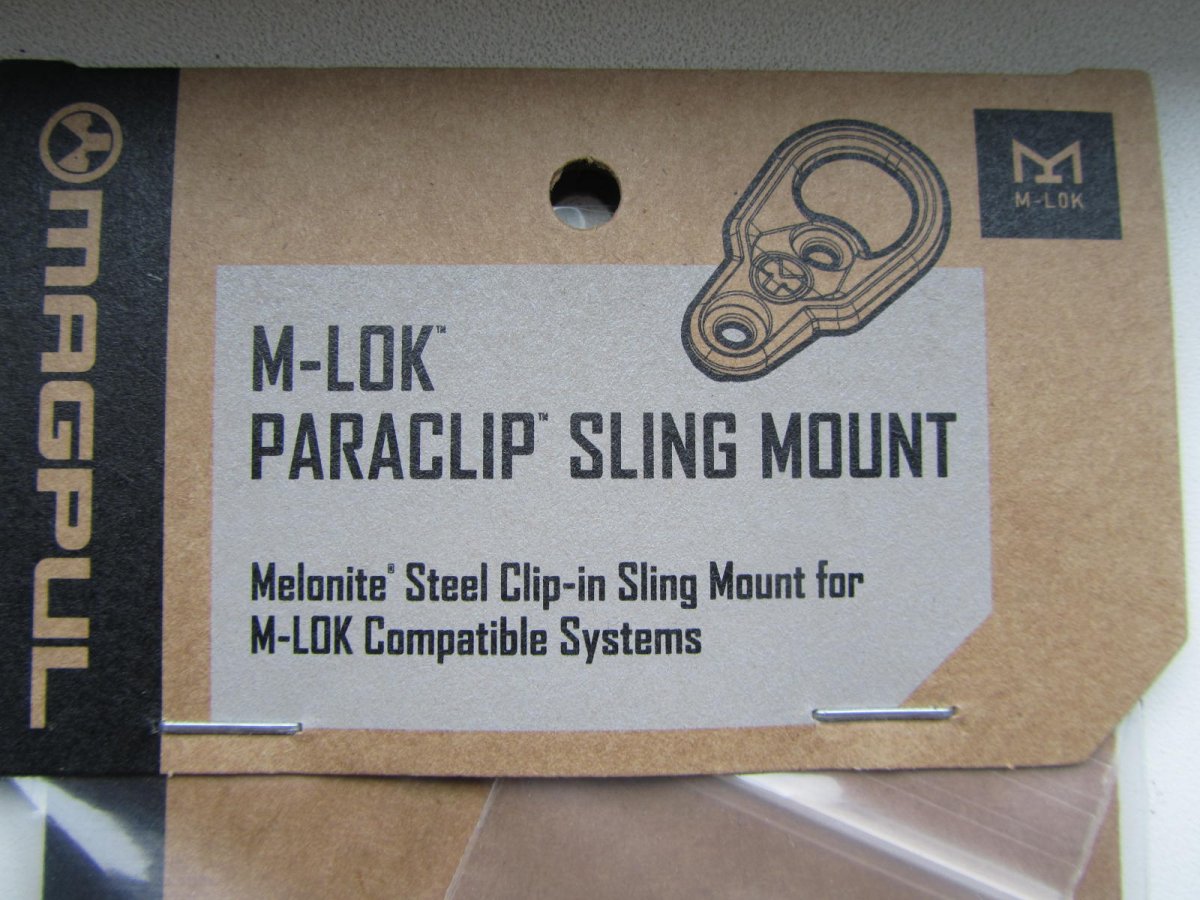 MAGPUL
M-LOK
M-LOK™
PARACLIP™ SLING MOUNT
Melonite® Steel Clip-in Sling Mount for
M-LOK Compatible Systems